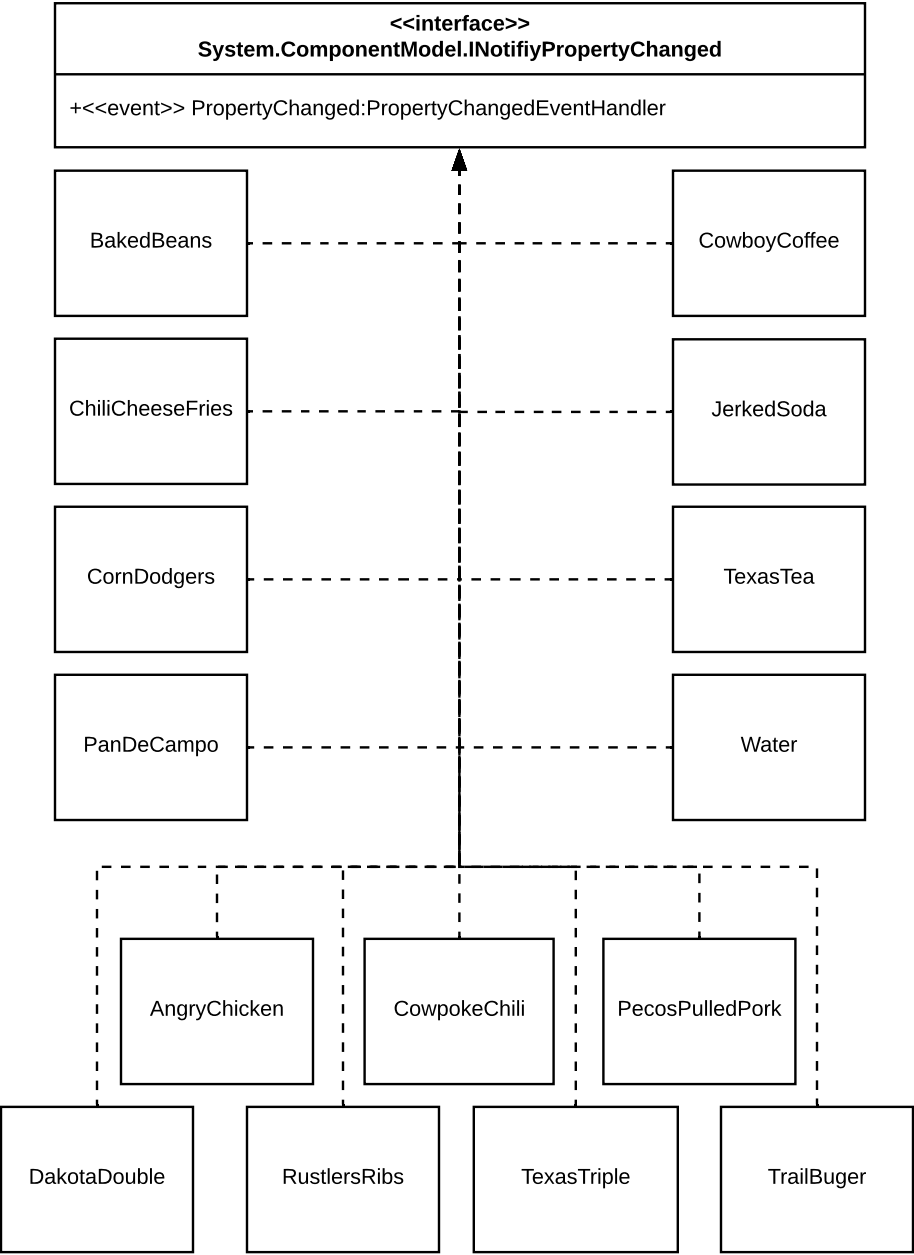 <<interface>>
System.ComponentModel.INotifiyPropertyChanged
+<<event>> PropertyChanged:PropertyChangedEventHandler
BakedBeans
CowboyCoffee
ChiliCheeseFries
JerkedSoda
CornDodgers
TexasTea
PanDeCampo
Water
AngryChicken
CowpokeChili
PecosPulledPork
DakotaDouble
RustlersRibs
TexasTriple
TrailBuger